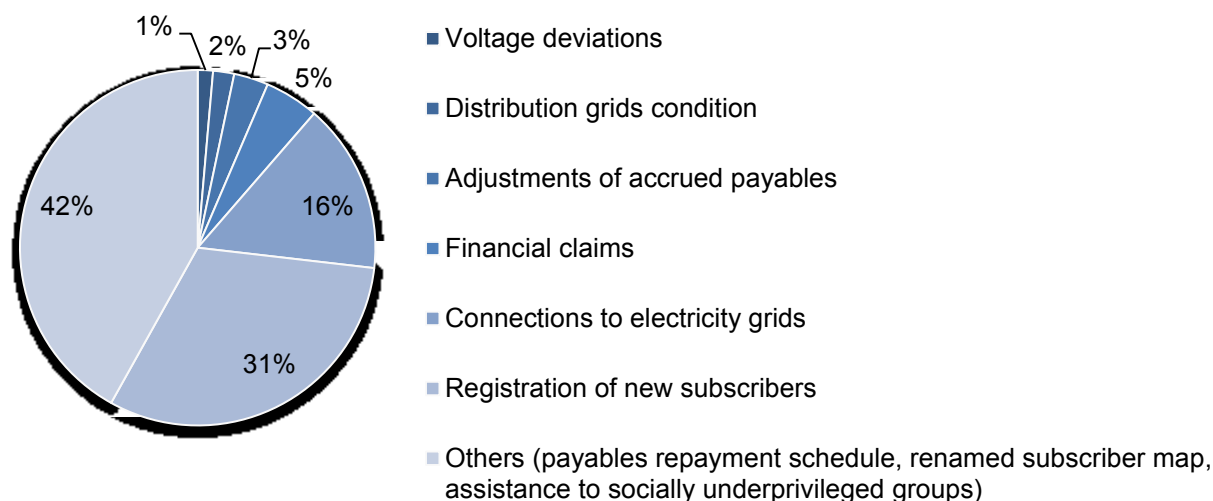 1%
2%
3%
5%
16%
31%
42%
Voltage deviations
Distribution grids condition
Adjustments of accrued payables
Financial claims
Connections to electricity grids
Registration of new subscribers
Others (payables repayment schedule, renamed subscriber map,
assistance to socially underprivileged groups)